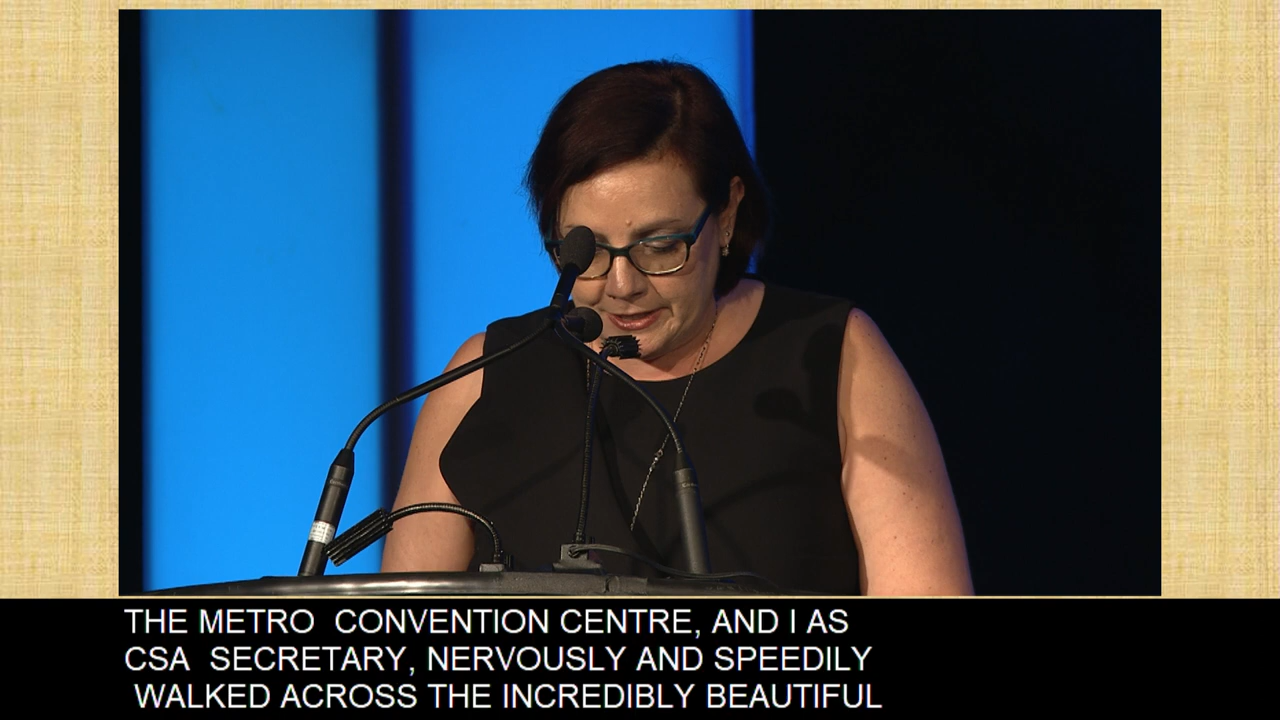 THE METRO  CONVENTION CENTRE, AND I AS
CSA  SECRETARY, NERVOUSLY AND SPEEDILY
WALKED ACROSS THE INCREDIBLY BEAUTIFUL